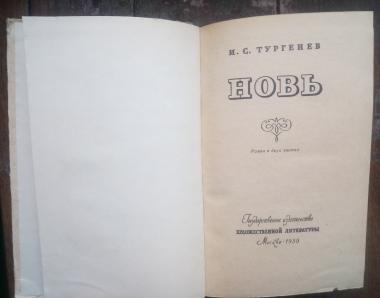 И. С. ТУРГЕНЕВ
НОВЬ
Роман в двух частях
Государственное издательство
ХУДОЖЕСТВЕННОЙ ЛИТЕРАТУРЫ
Москва·1950